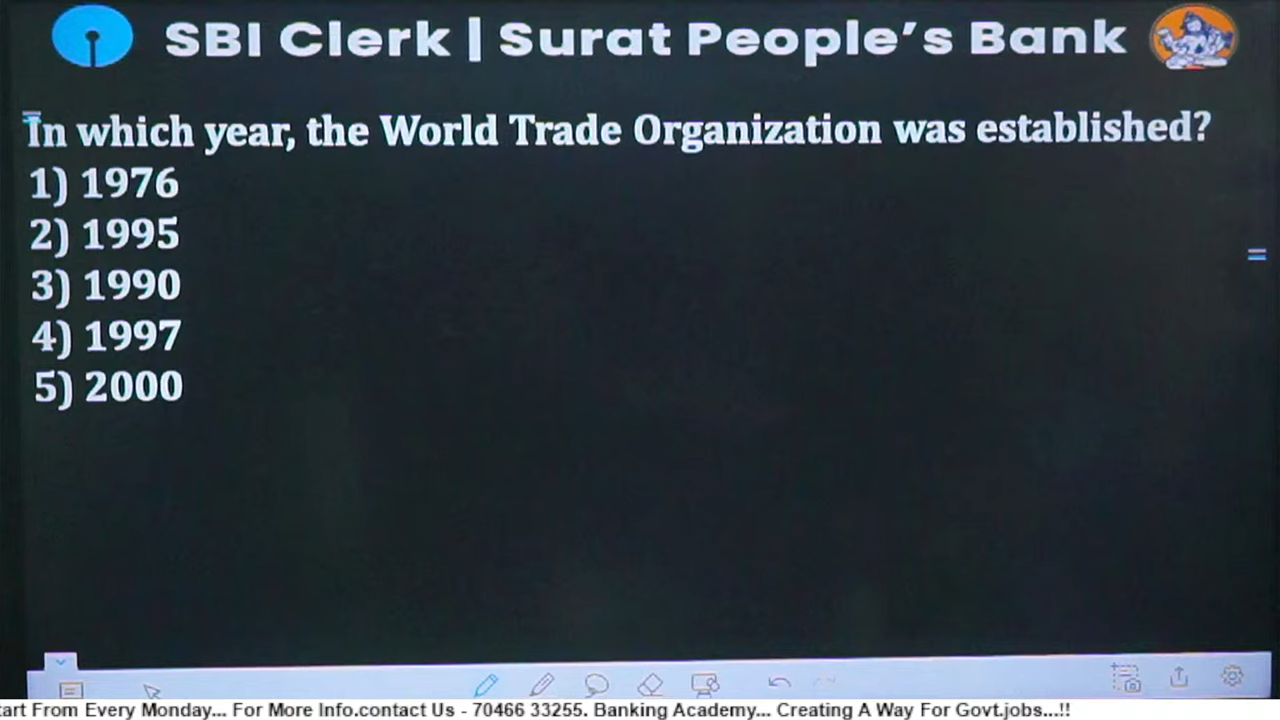 SBI Clerk | Surat People's Bank
In which year, the World Trade Organization was established?
1) 1976
2) 1995
3) 1990
4) 1997
5) 2000
tart From Every Monday... For More Info.contact Us - 70466 33255. Banking Academy... Creating A Way For Govt.jobs...!!